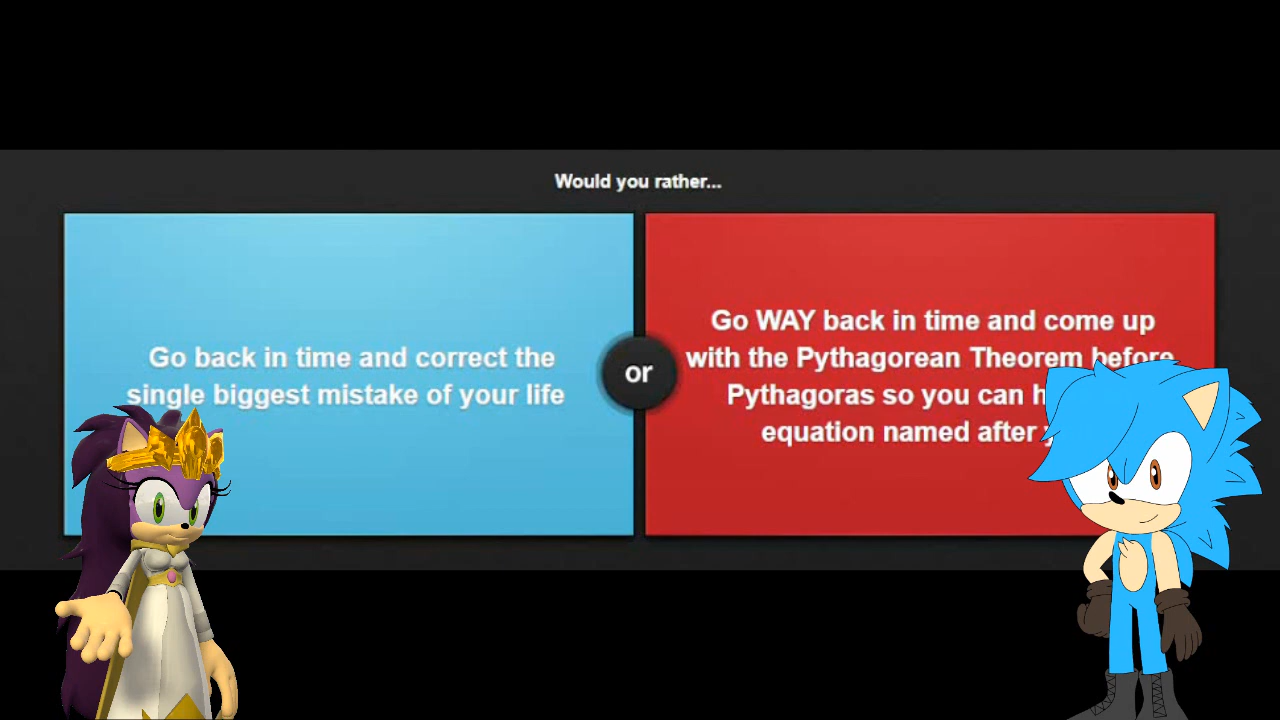 Would you rather...
Go back in time and correct the
single biggest mistake of your life
or
Go WAY back in time and come up
with the Pythagorean Theorem before
Pythagoras so you can
equation named after